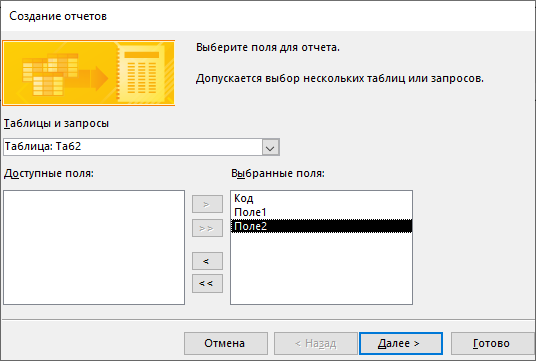 Создание отчетов
Выберите поля для отчета.
Допускается выбор нескольких таблиц или запросов.
Таблицы и запросы
Таблица: Таб2
Доступные поля:
Выбранные поля:
>
>>
<
<<
Код
Поле1
Поле2
Отмена
< Назад
Далее >
Готово